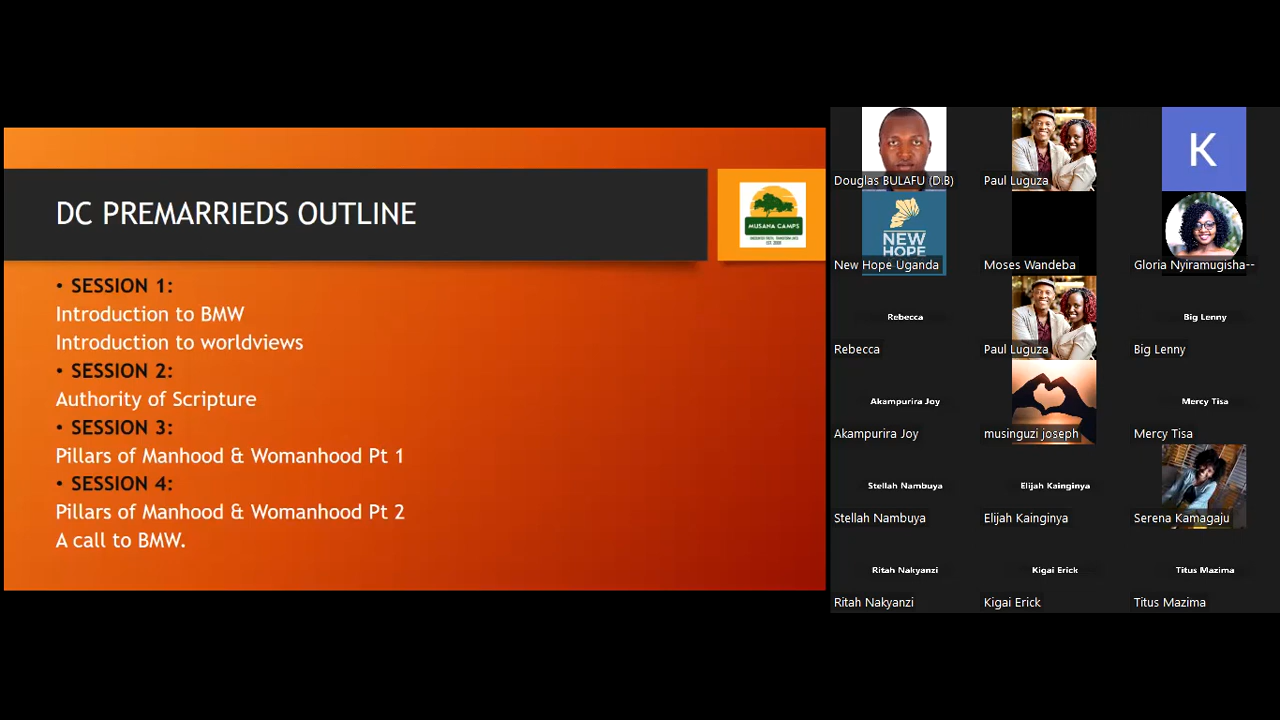 DC PREMARRIEDS OUTLINE
MUSANA CAMPS
• SESSION 1:
Introduction to BMW
Introduction to worldviews
• SESSION 2:
Authority of Scripture
• SESSION 3:
Pillars of Manhood & Womanhood Pt 1
• SESSION 4:
Pillars of Manhood & Womanhood Pt 2
A call to BMW.
Douglas BULAFU (D.B)
Paul Luguza
K
NEW
HOPE
New Hope Uganda
Moses Wandeba
Gloria Nyiramugisha--
Rebecca
Rebecca
Paul Luguza
Big Lenny
Big Lenny
Akampurira Joy
Akampurira Joy
musinguzi joseph
Mercy Tisa
Mercy Tisa
Stellah Nambuya
Stellah Nambuya
Elijah Kainginya
Elijah Kainginya
Serena Kamagaju
Ritah Nakyanzi
Ritah Nakyanzi
Kigai Erick
Kigai Erick
Titus Mazima
Titus Mazima